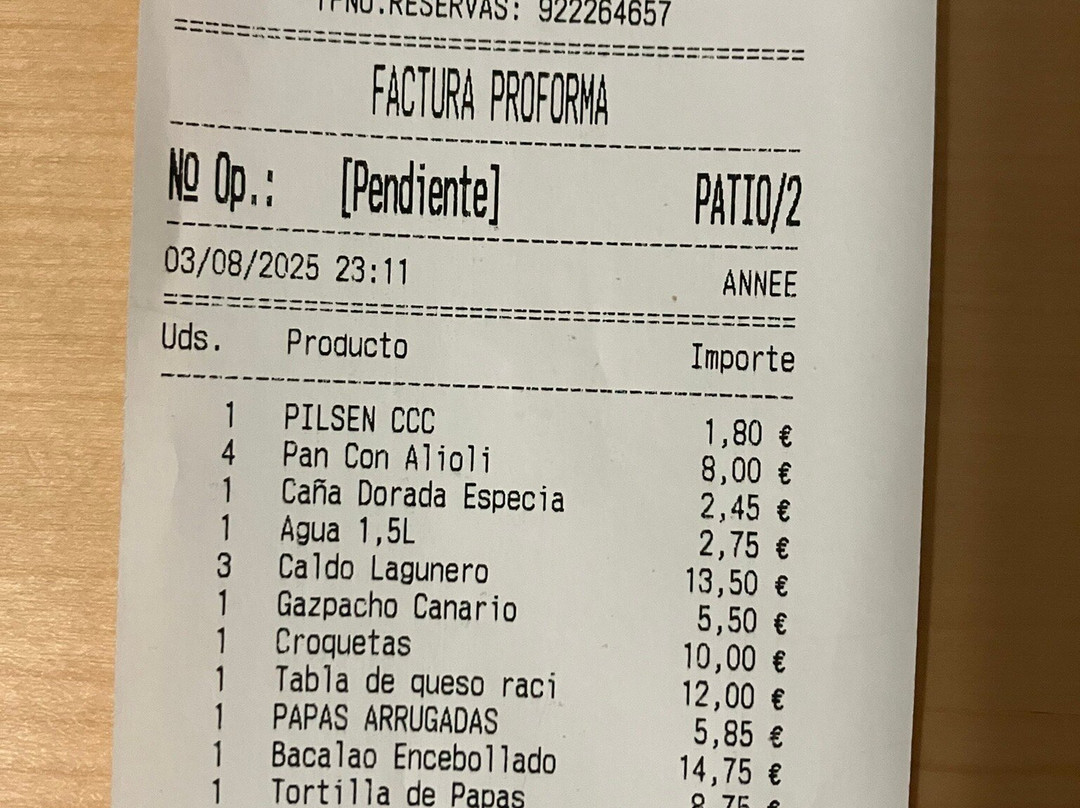 TFNO.RESERVAS: 922264657
=========================================
FACTURA PROFORMA
-----------------------------------------
Nº Op.: [Pendiente] PATIO/2
-----------------------------------------
03/08/2025 23:11 ANNEE
=========================================
Uds. Producto Importe
-----------------------------------------
1 PILSEN CCC 1,80 €
4 Pan Con Alioli 8,00 €
1 Caña Dorada Especia 2,45 €
1 Agua 1,5L 2,75 €
3 Caldo Lagunero 13,50 €
1 Gazpacho Canario 5,50 €
1 Croquetas 10,00 €
1 Tabla de queso raci 12,00 €
1 PAPAS ARRUGADAS 5,85 €
1 Bacalao Encebollado 14,75 €
1 Tortilla de Papas 8,75 €